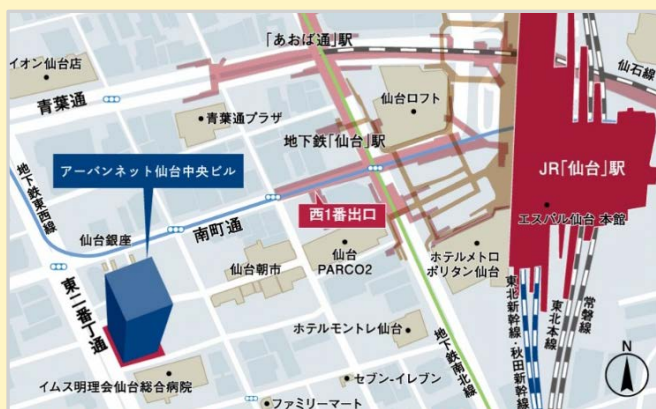 「あおば通」駅
イオン仙台店
仙石線
青葉通
仙台ロフト
青葉通プラザ
地下鉄「仙台」駅
JR「仙台」駅
アーバンネット仙台中央ビル
地下鉄東西線
西1番出口
エスパル仙台 本館
南町通
仙台銀座
仙台朝市
仙台
PARCO2
ホテルメトロ
ポリタン仙台
東二番丁通
東北新幹線・秋田新幹線
東北本線
常磐線
ホテルモントレ仙台
地下鉄南北線
N
イムス明理会仙台総合病院
セブン-イレブン
ファミリーマート